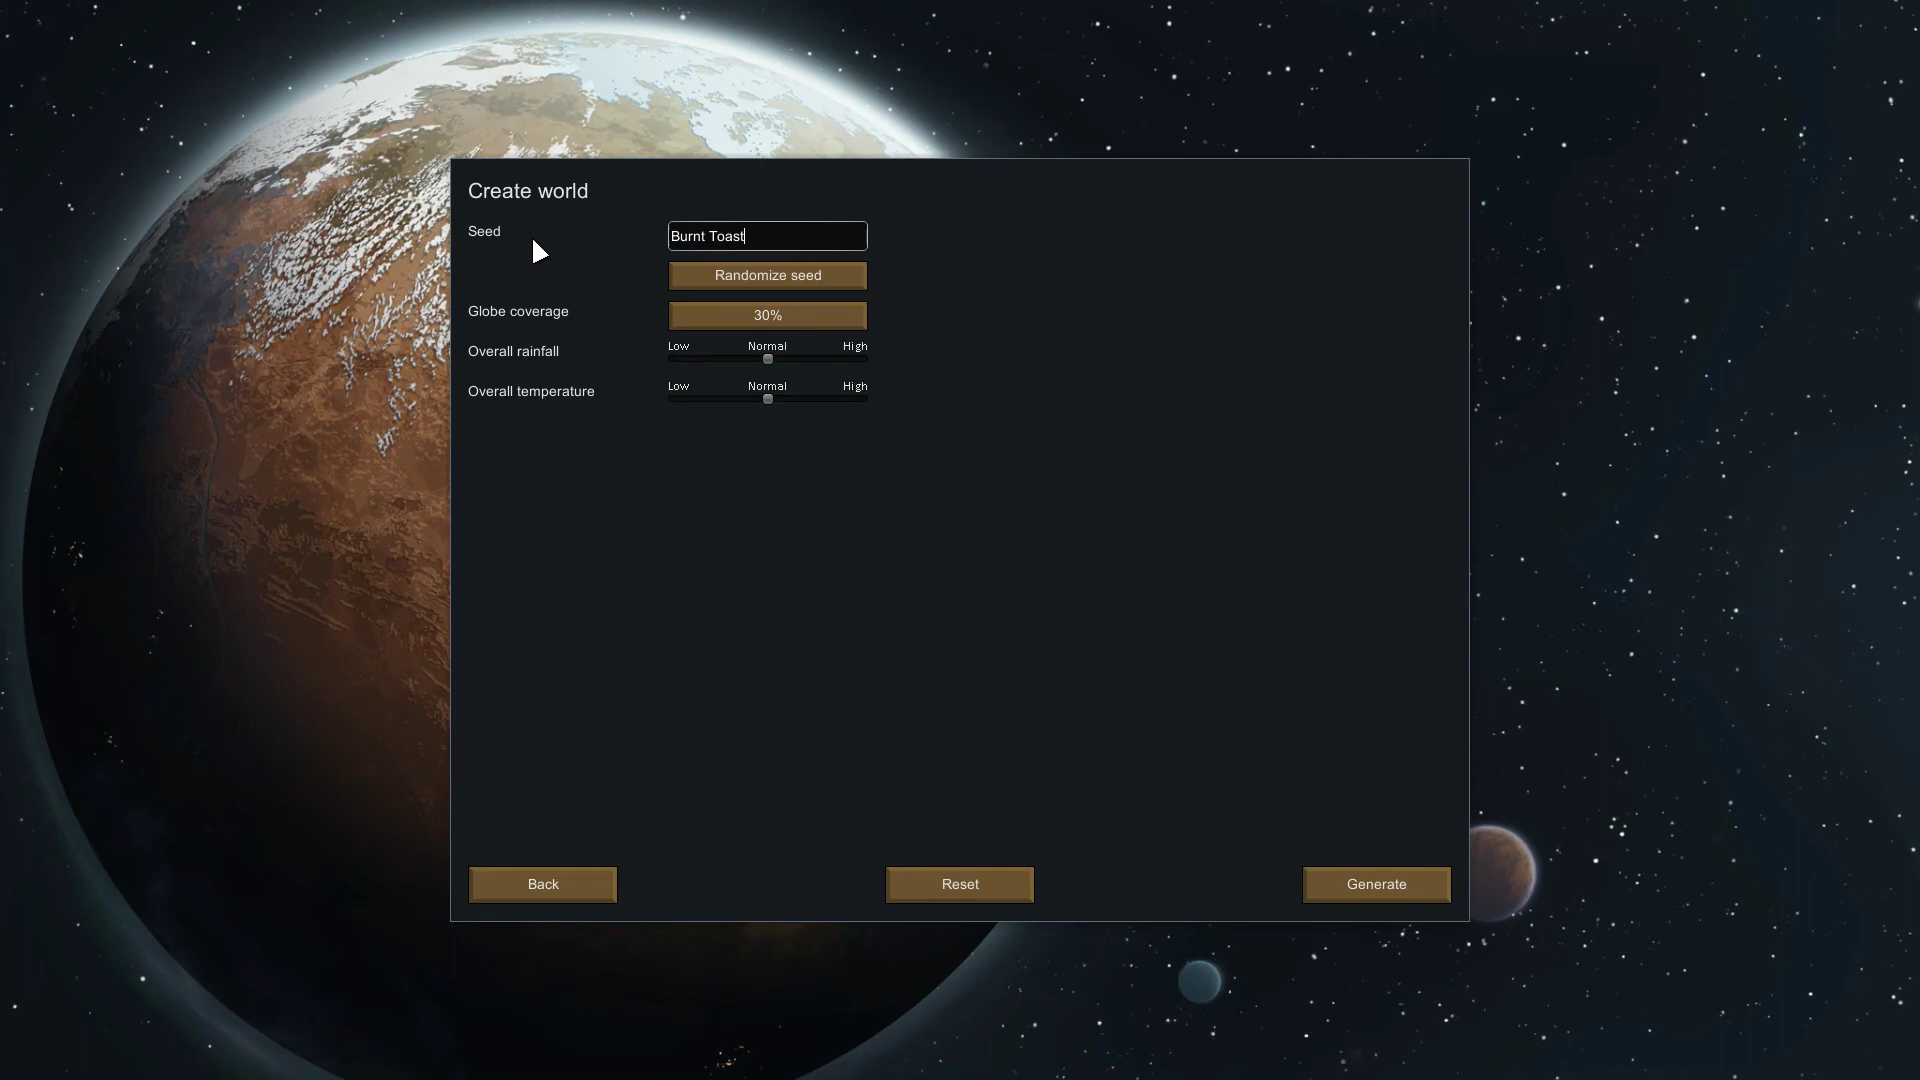 Create world
Seed
Burnt Toast
Randomize seed
Globe coverage
30%
Overall rainfall
Low Normal High
Overall temperature
Low Normal High
Back Reset Generate